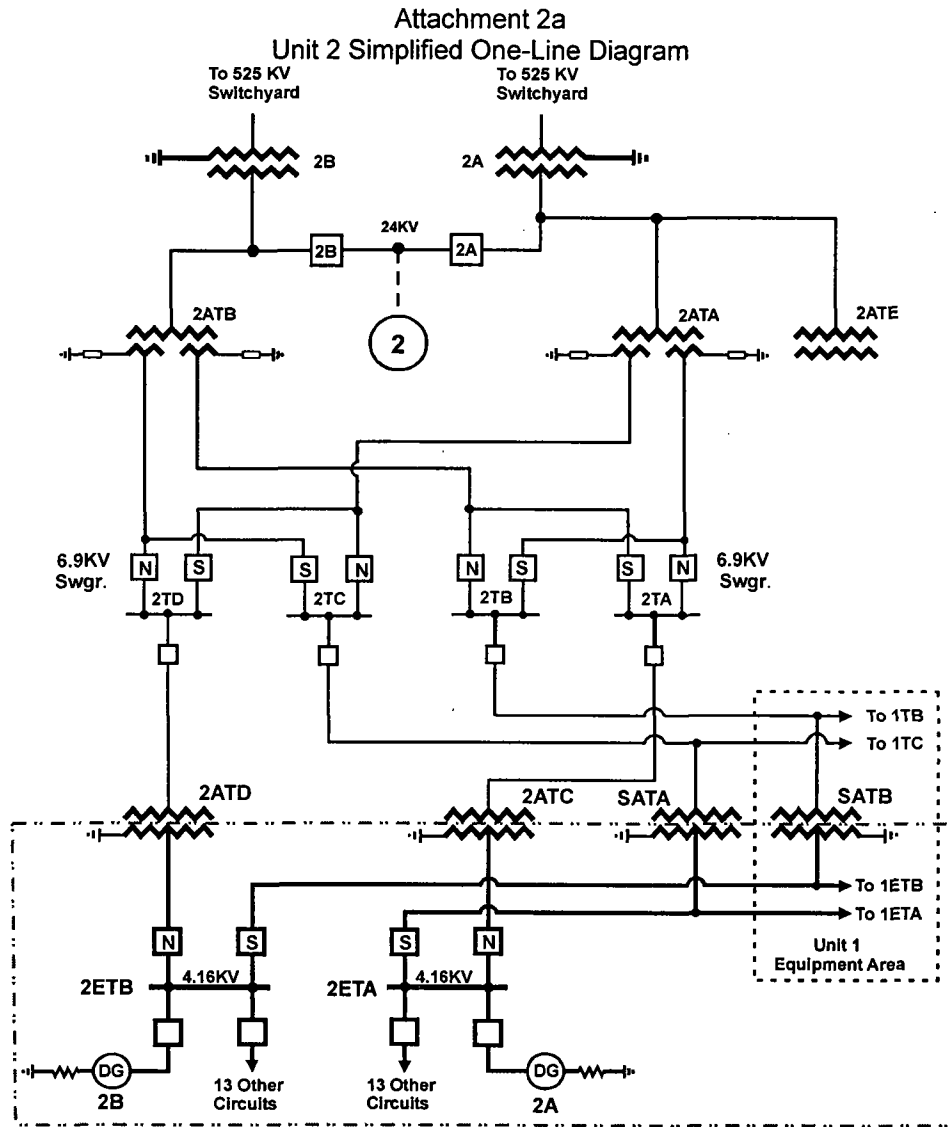 Attachment 2a
Unit 2 Simplified One-Line Diagram
To 525 KV
Switchyard
To 525 KV
Switchyard
2B
2A
24KV
2B
2A
2ATB
2ATA
2ATE
2
6.9KV
Swgr.
N
S
S
N
N
S
S
N
6.9KV
Swgr.
2TD
2TC
2TB
2TA
To 1TB
To 1TC
2ATD
2ATC
SATA
SATB
To 1ETB
To 1ETA
N
S
S
N
Unit 1
Equipment Area
2ETB
4.16KV
2ETA
4.16KV
DG
2B
13 Other
Circuits
13 Other
Circuits
DG
2A